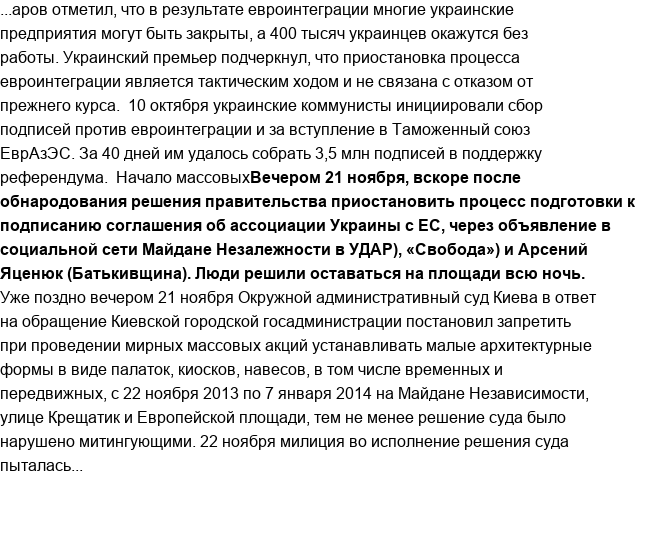 ...аров отметил, что в результате евроинтеграции многие украинские
предприятия могут быть закрыты, а 400 тысяч украинцев окажутся без
работы. Украинский премьер подчеркнул, что приостановка процесса
евроинтеграции является тактическим ходом и не связана с отказом от
прежнего курса.  10 октября украинские коммунисты инициировали сбор
подписей против евроинтеграции и за вступление в Таможенный союз
ЕврАзЭС. За 40 дней им удалось собрать 3,5 млн подписей в поддержку
референдума.  Начало массовыхВечером 21 ноября, вскоре после
обнародования решения правительства приостановить процесс подготовки к
подписанию соглашения об ассоциации Украины с ЕС, через объявление в
социальной сети Майдане Незалежности в УДАР), «Свобода») и Арсений
Яценюк (Батькивщина). Люди решили оставаться на площади всю ночь.
Уже поздно вечером 21 ноября Окружной административный суд Киева в ответ
на обращение Киевской городской госадминистрации постановил запретить
при проведении мирных массовых акций устанавливать малые архитектурные
формы в виде палаток, киосков, навесов, в том числе временных и
передвижных, с 22 ноября 2013 по 7 января 2014 на Майдане Независимости,
улице Крещатик и Европейской площади, тем не менее решение суда было
нарушено митингующими. 22 ноября милиция во исполнение решения суда
пыталась...